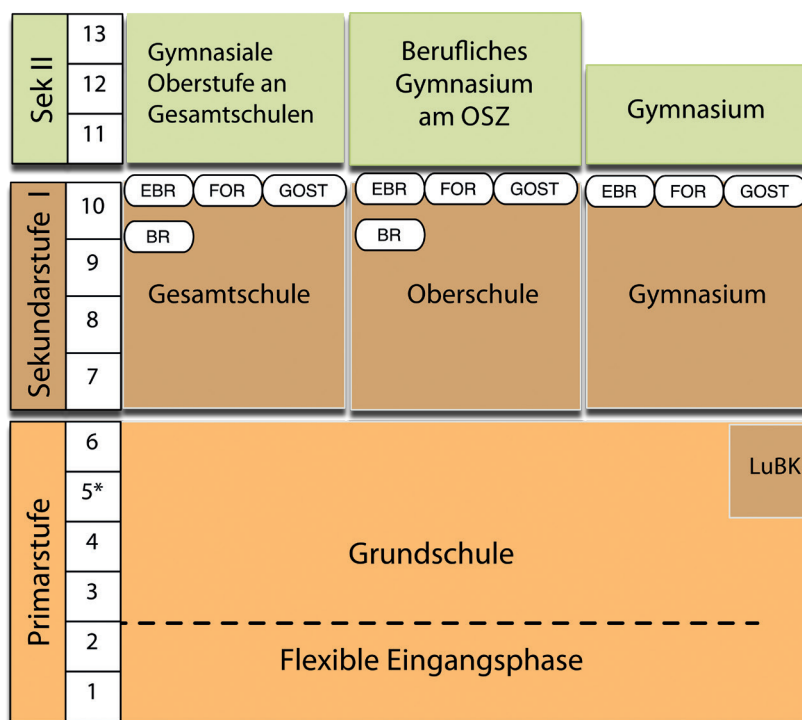 Sek II
13
12
11
Gymnasiale
Oberstufe an
Gesamtschulen
Berufliches
Gymnasium
am OSZ
Gymnasium
Sekundarstufe I
10
9
8
7
EBR FOR GOST
BR
Gesamtschule
EBR FOR GOST
BR
Oberschule
EBR FOR GOST
Gymnasium
Primarstufe
6
5*
4
3
2
1
LuBK
Grundschule
Flexible Eingangsphase